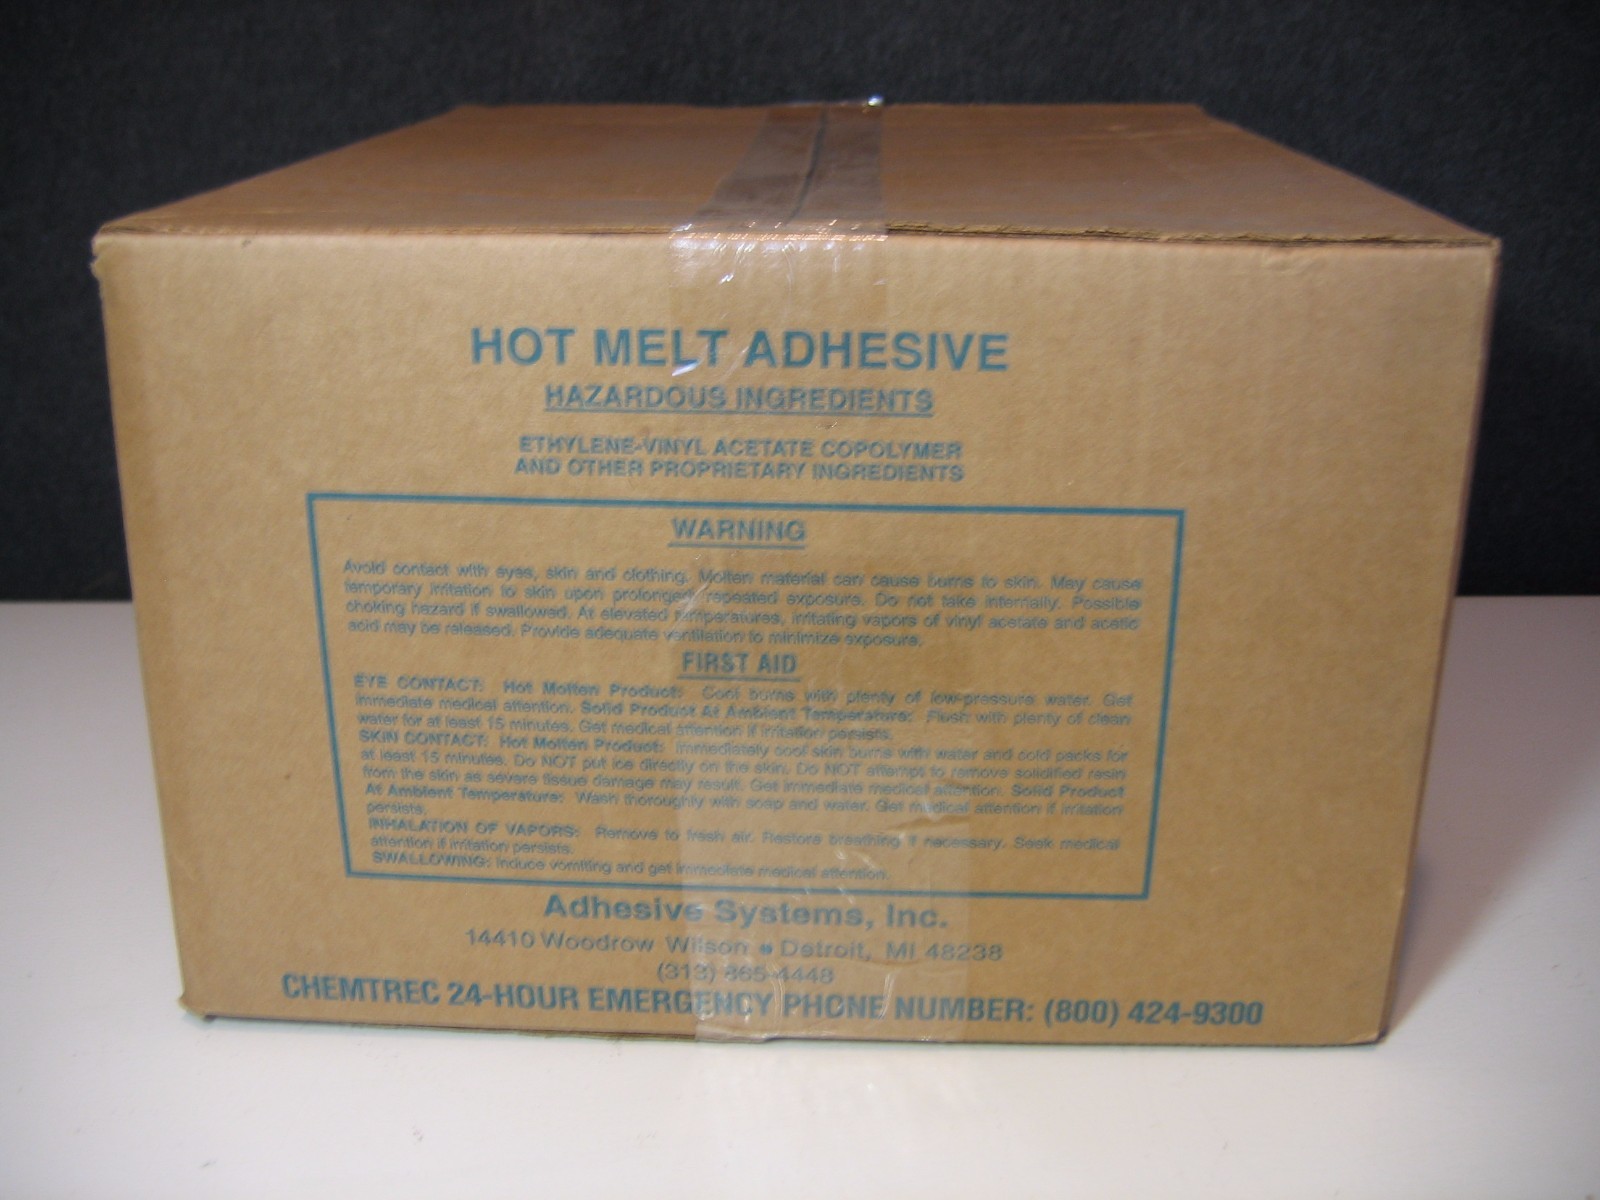 HOT MELT ADHESIVE
HAZARDOUS INGREDIENTS
ETHYLENE-VINYL ACETATE COPOLYMER
AND OTHER PROPRIETARY INGREDIENTS
WARNING
Avoid contact with eyes, skin and clothing. Molten material can cause burns to skin. May cause
temporary irritation to skin upon prolonged, repeated exposure. Do not take internally. Possible
choking hazard if swallowed. At elevated temperatures, irritating vapors of vinyl acetate and acetic
acid may be released. Provide adequate ventilation to minimize exposure.
FIRST AID
EYE CONTACT: Hot Molten Product: Cool burns with plenty of low-pressure water. Get
immediate medical attention. Solid Product At Ambient Temperature: Flush with plenty of clean
water for at least 15 minutes. Get medical attention if irritation persists.
SKIN CONTACT: Hot Molten Product: Immediately cool skin burns with water and cold packs for
at least 15 minutes. Do NOT put ice directly on the skin. Do NOT attempt to remove solidified resin
from the skin as severe tissue damage may result. Get immediate medical attention. Solid Product
At Ambient Temperature: Wash thoroughly with soap and water. Get medical attention if irritation
persists.
INHALATION OF VAPORS: Remove to fresh air. Restore breathing if necessary. Seek medical
attention if irritation persists.
SWALLOWING: Induce vomiting and get immediate medical attention.
Adhesive Systems, Inc.
14410 Woodrow Wilson • Detroit, MI 48238
(313) 865-4448
CHEMTREC 24-HOUR EMERGENCY PHONE NUMBER: (800) 424-9300